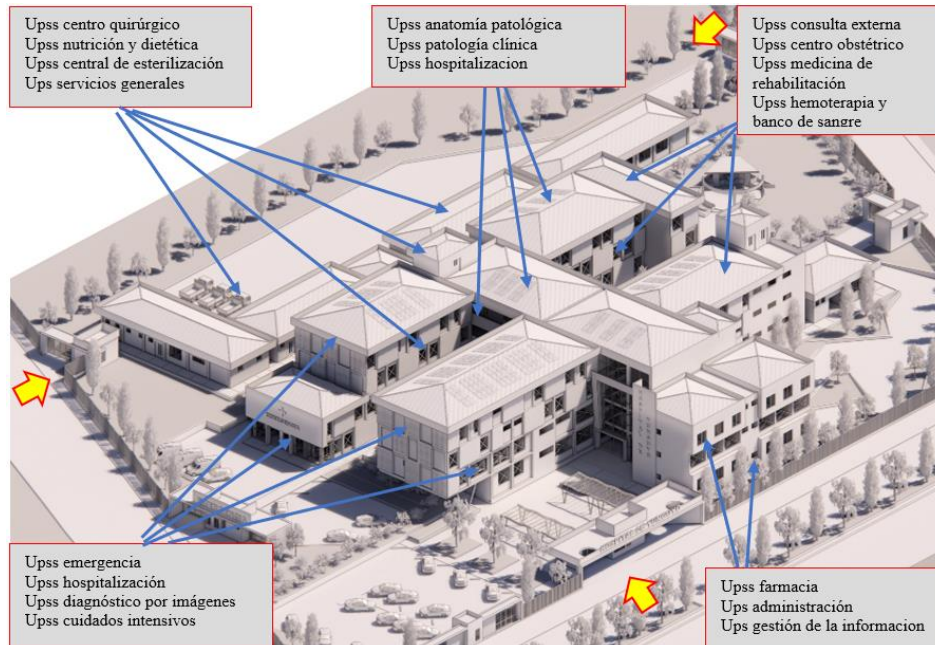 Upss centro quirúrgico
Upss nutrición y dietética
Upss central de esterilización
Ups servicios generales
Upss anatomía patológica
Upss patología clínica
Upss hospitalizacion
Upss consulta externa
Upss centro obstétrico
Upss medicina de
rehabilitación
Upss hemoterapia y
banco de sangre
Upss emergencia
Upss hospitalización
Upss diagnóstico por imágenes
Upss cuidados intensivos
Upss farmacia
Ups administración
Ups gestión de la informacion